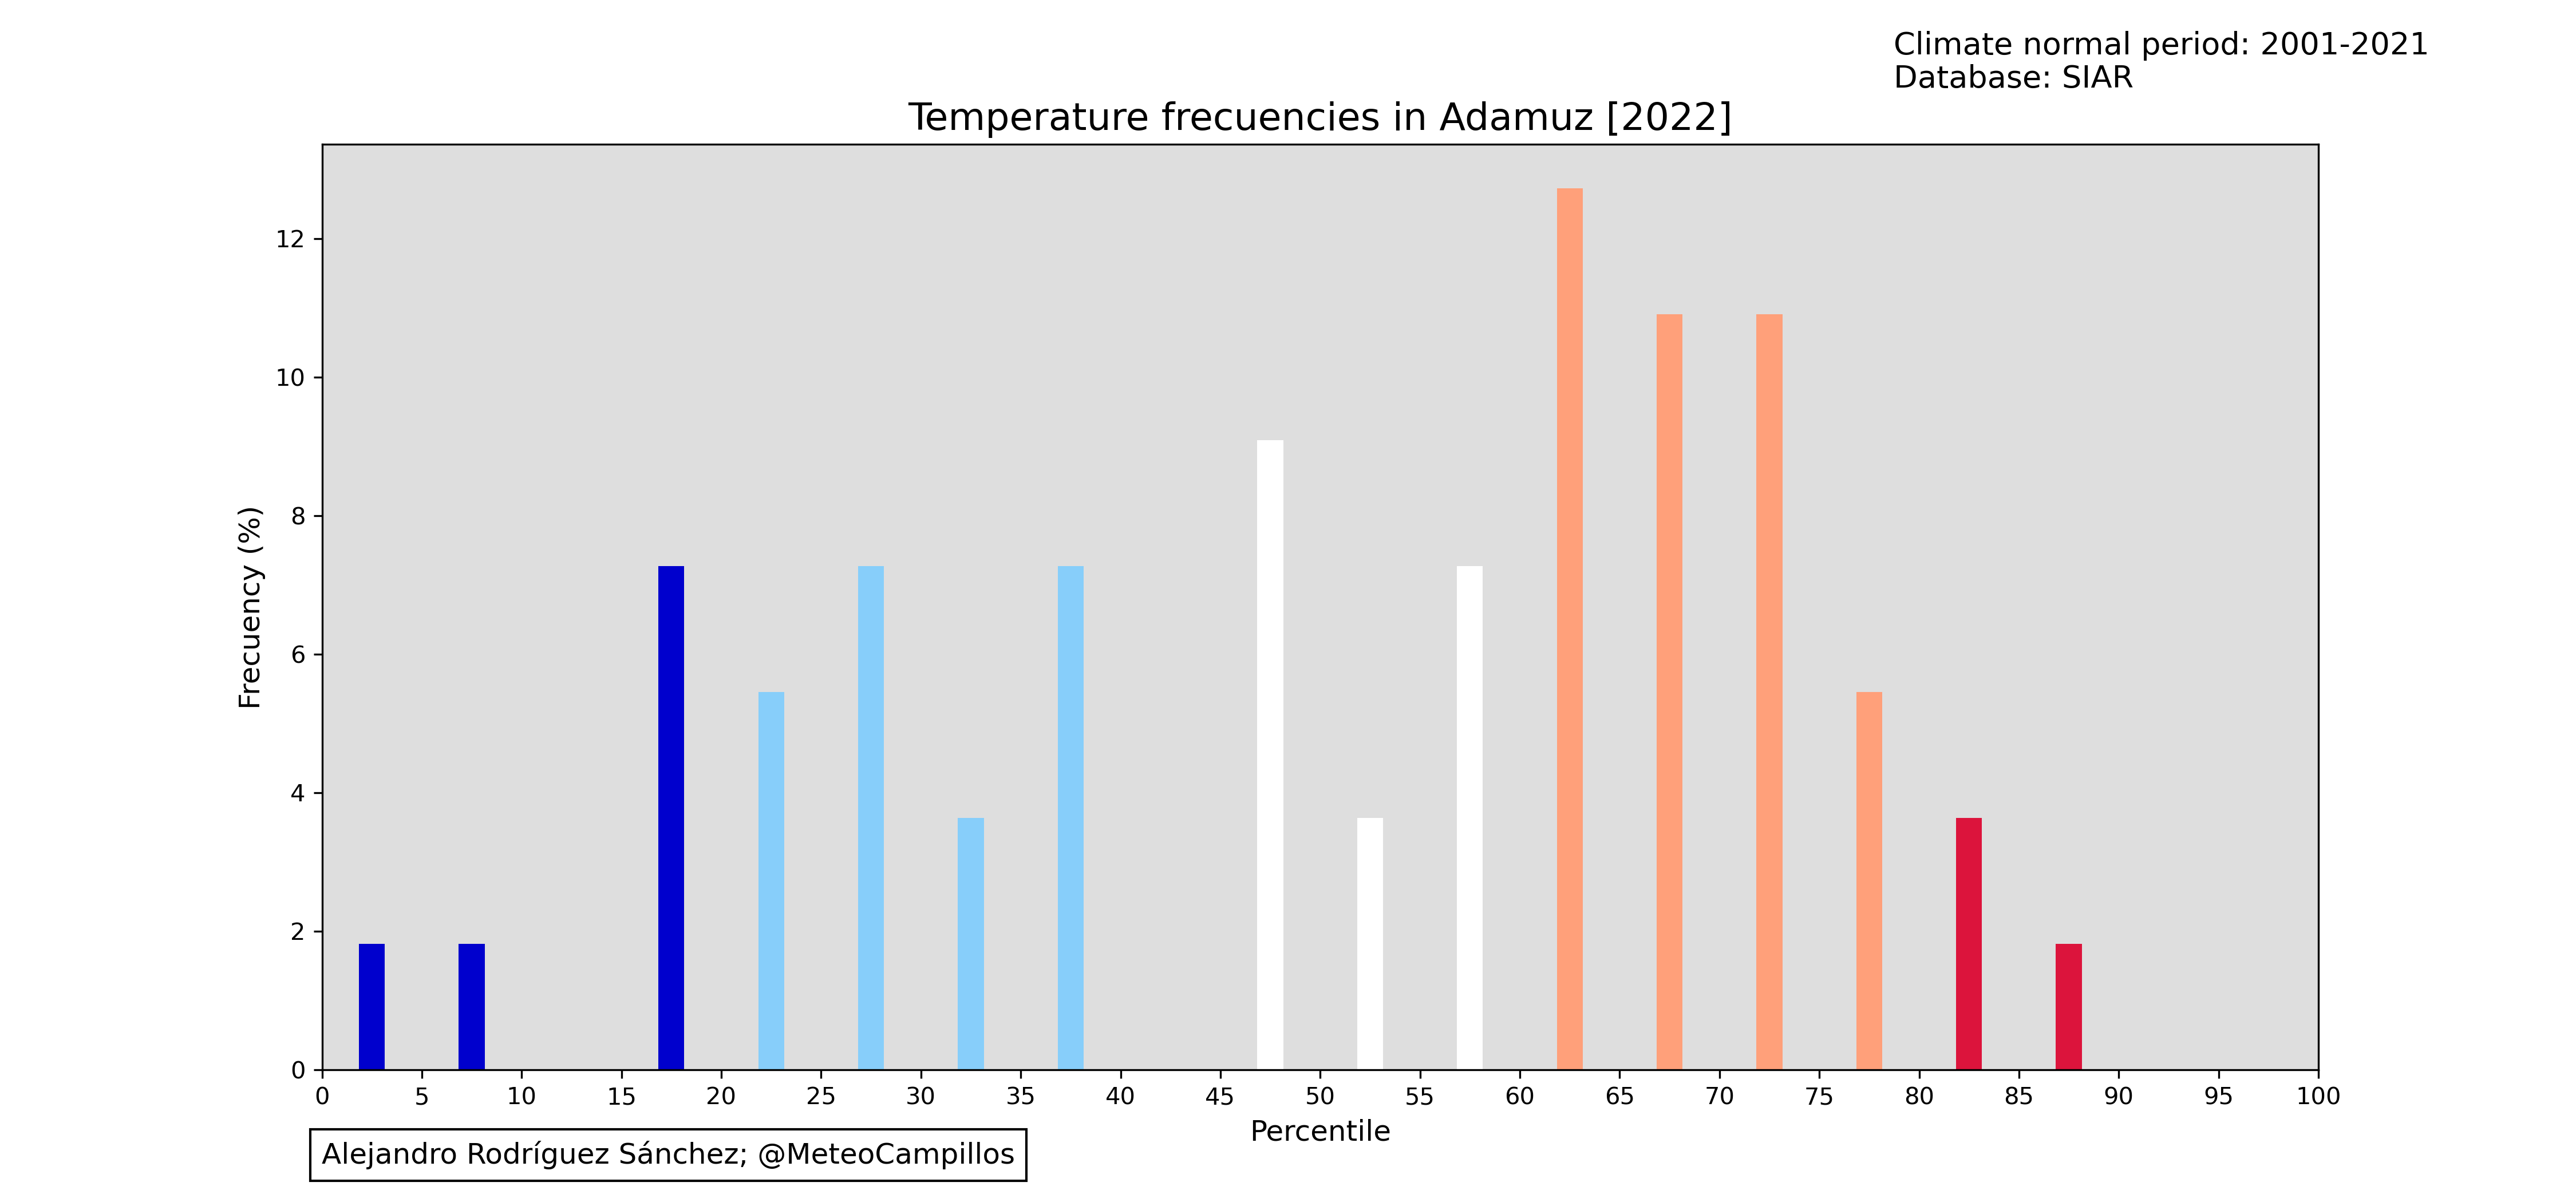 Climate normal period: 2001-2021
Database: SIAR
Temperature frecuencies in Adamuz [2022]
Frecuency (%)
12
10
8
6
4
2
0
0 5 10 15 20 25 30 35 40 45 50 55 60 65 70 75 80 85 90 95 100
Percentile
Alejandro Rodríguez Sánchez; @MeteoCampillos